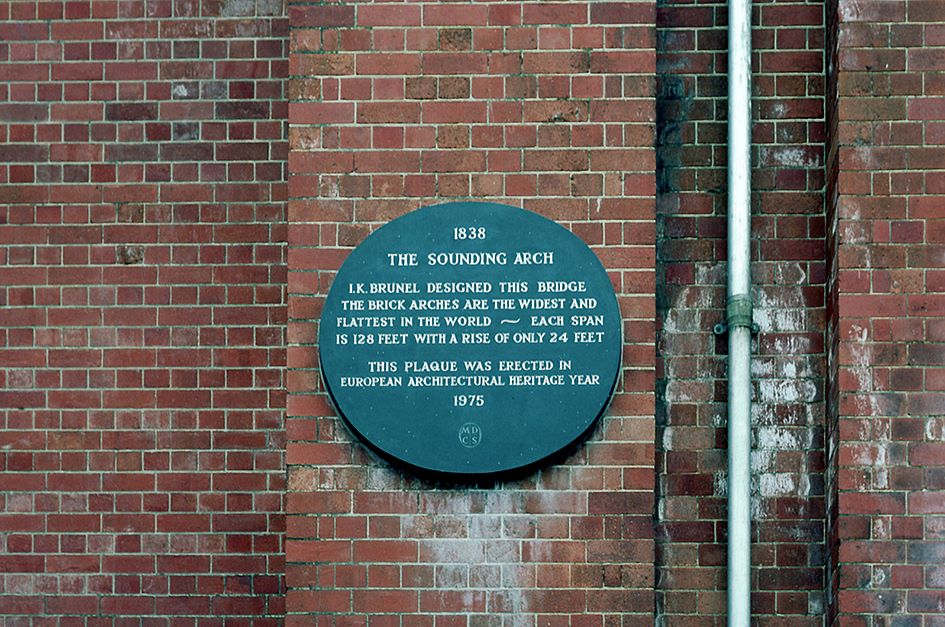 1838
THE SOUNDING ARCH
I.K. BRUNEL DESIGNED THIS BRIDGE
THE BRICK ARCHES ARE THE WIDEST AND
FLATTEST IN THE WORLD ~ EACH SPAN
IS 128 FEET WITH A RISE OF ONLY 24 FEET
THIS PLAQUE WAS ERECTED IN
EUROPEAN ARCHITECTURAL HERITAGE YEAR
1975
MD
CS